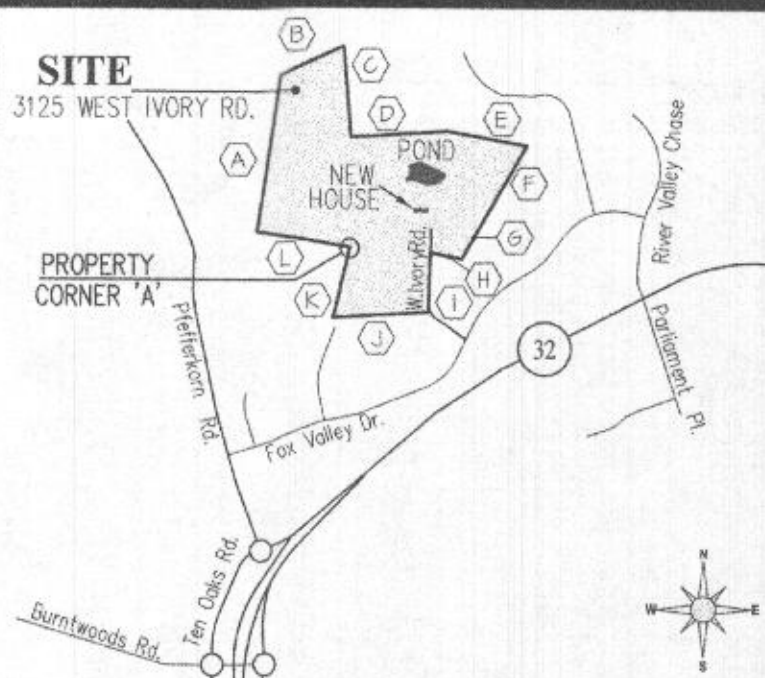 B
C
SITE
3125 WEST IVORY RD.
D
E
A
POND
NEW
HOUSE
F
River Valley Chase
G
W. Ivory Rd.
L
H
PROPERTY
CORNER 'A'
K
I
J
Pfefferkorn Rd.
32
Parliament Pl.
Fox Valley Dr.
Ten Oaks Rd.
Burntwoods Rd.
N
W
E
S